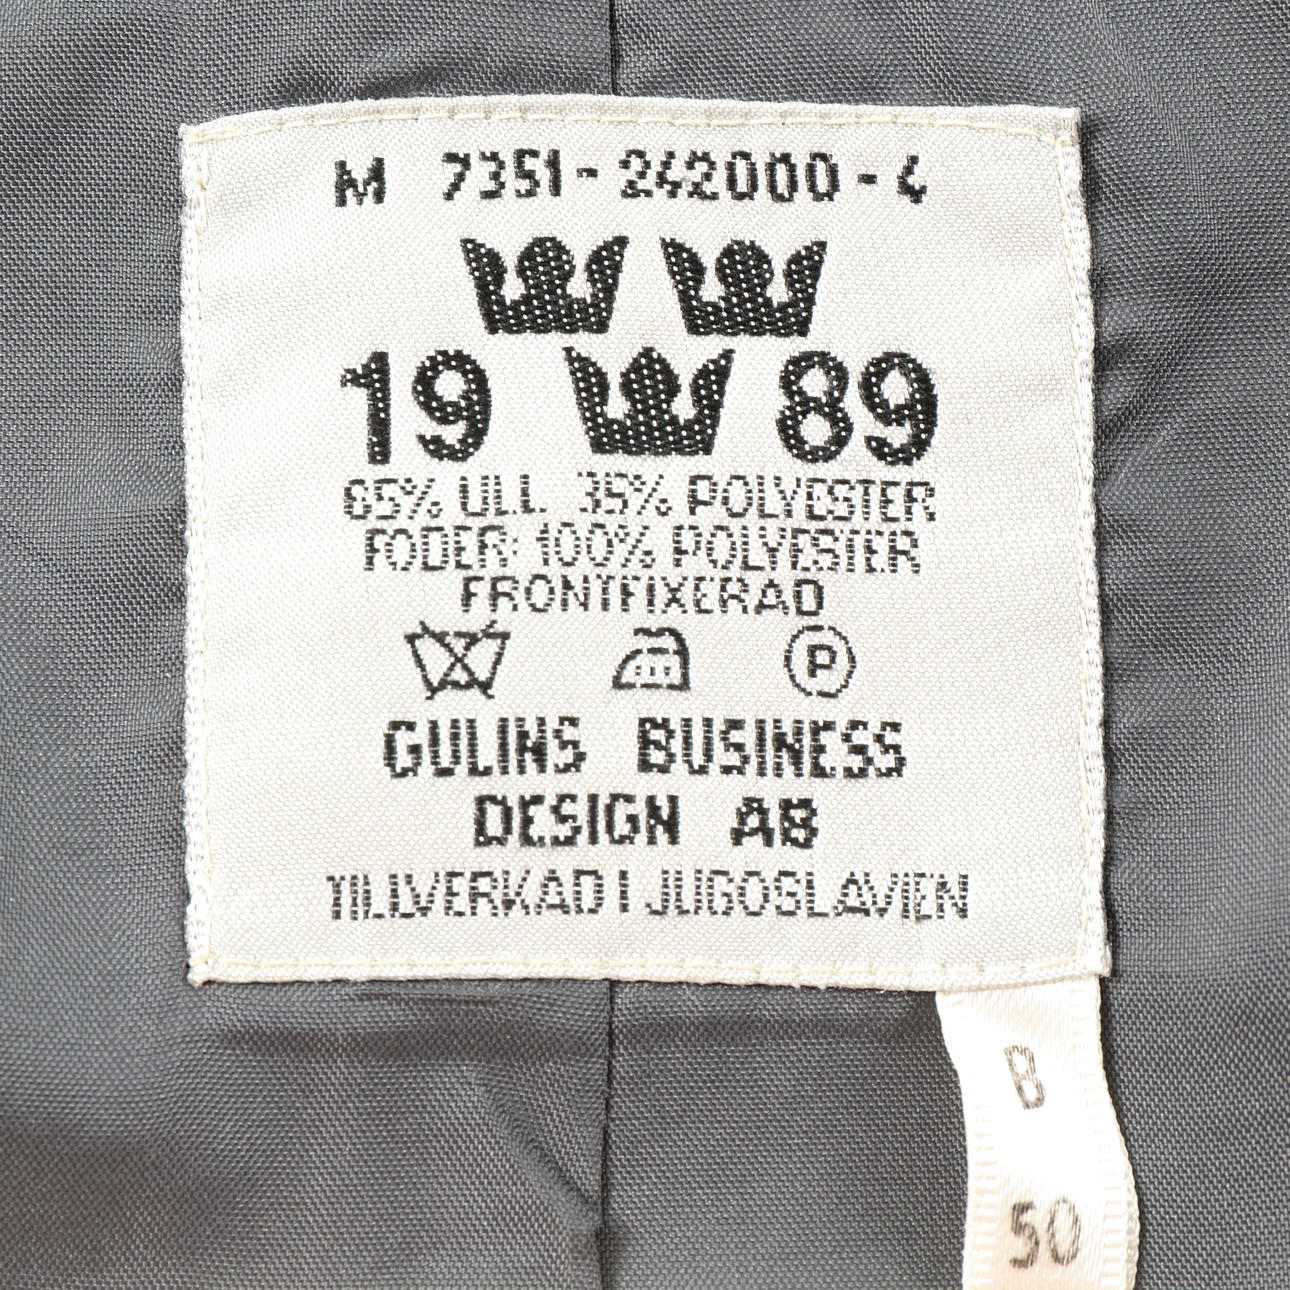 M 7351-242000-4
19 89
65% ULL 35% POLYESTER
FODER: 100% POLYESTER
FRONTFIXERAD
P
GULINS BUSINESS
DESIGN AB
TILLVERKAD I JUGOSLAVIEN
B
50